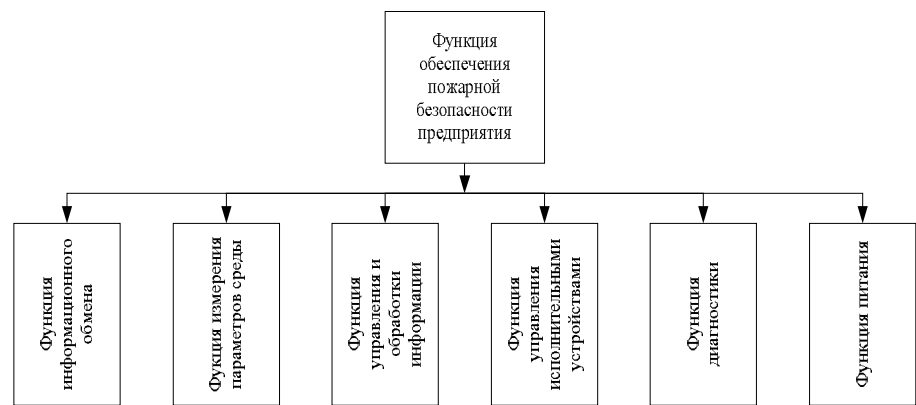 Функция
обеспечения
пожарной
безопасности
предприятия
Функция
информационного
обмена
Фукция измерения
параметров среды
Функция
управления и
обработки
информации
Функция
управления
исполнительными
устройствами
Функция
диагностики
Функция питания